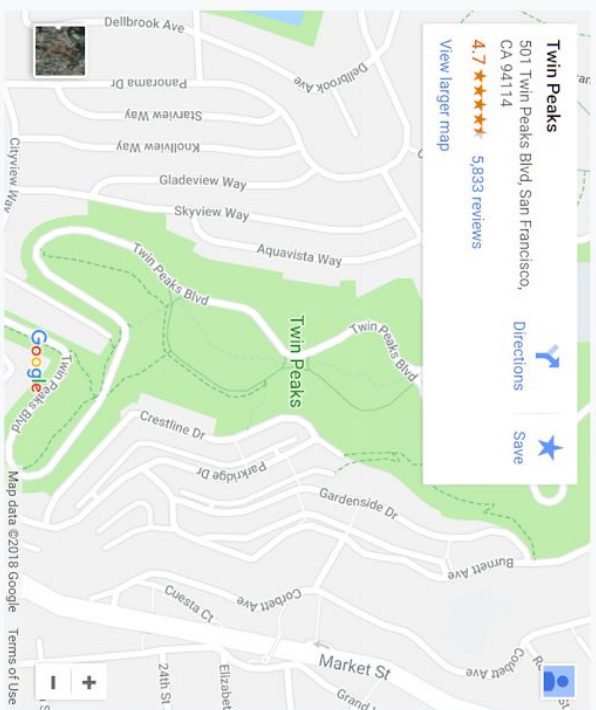 Twin Peaks
501 Twin Peaks Blvd, San Francisco,
CA 94114
4.7
5,833 reviews
View larger map
Directions
Save
Dellbrook Ave
Dellbrook Ave
Panorama Dr
Starview Way
Knollview Way
Gladeview Way
Skyview Way
Aquavista Way
Cityview Way
Twin Peaks Blvd
Twin Peaks Blvd
Twin Peaks
Twin Peaks Blvd
Crestline Dr
Parkridge Dr
Gardenside Dr
Burnett Ave
Corbett Ave
Corbett Ave
Cuesta Ct
Market St
24th St
Elizabet
Grand
Google
Map data ©2018 Google
Terms of Use
+
−